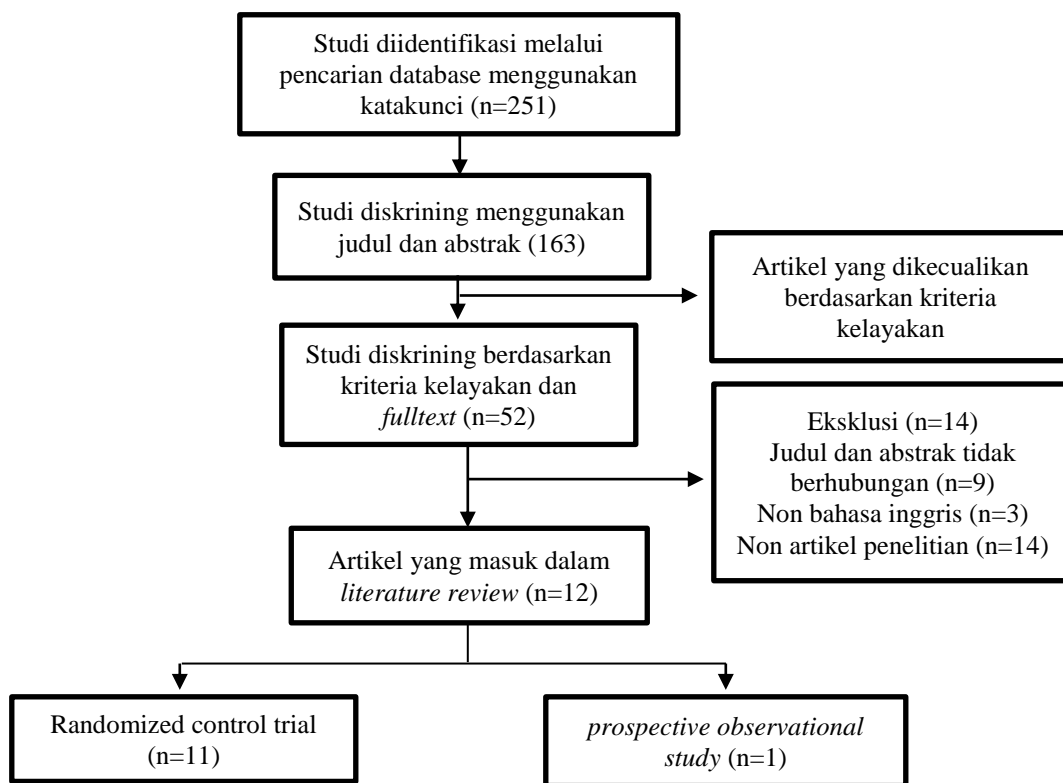 Studi diidentifikasi melalui
pencarian database menggunakan
katakunci (n=251)
Studi diskrining menggunakan
judul dan abstrak (163)
Artikel yang dikecualikan
berdasarkan kriteria
kelayakan
Studi diskrining berdasarkan
kriteria kelayakan dan
fulltext (n=52)
Eksklusi (n=14)
Judul dan abstrak tidak
berhubungan (n=9)
Non bahasa inggris (n=3)
Non artikel penelitian (n=14)
Artikel yang masuk dalam
literature review (n=12)
Randomized control trial
(n=11)
prospective observational
study (n=1)